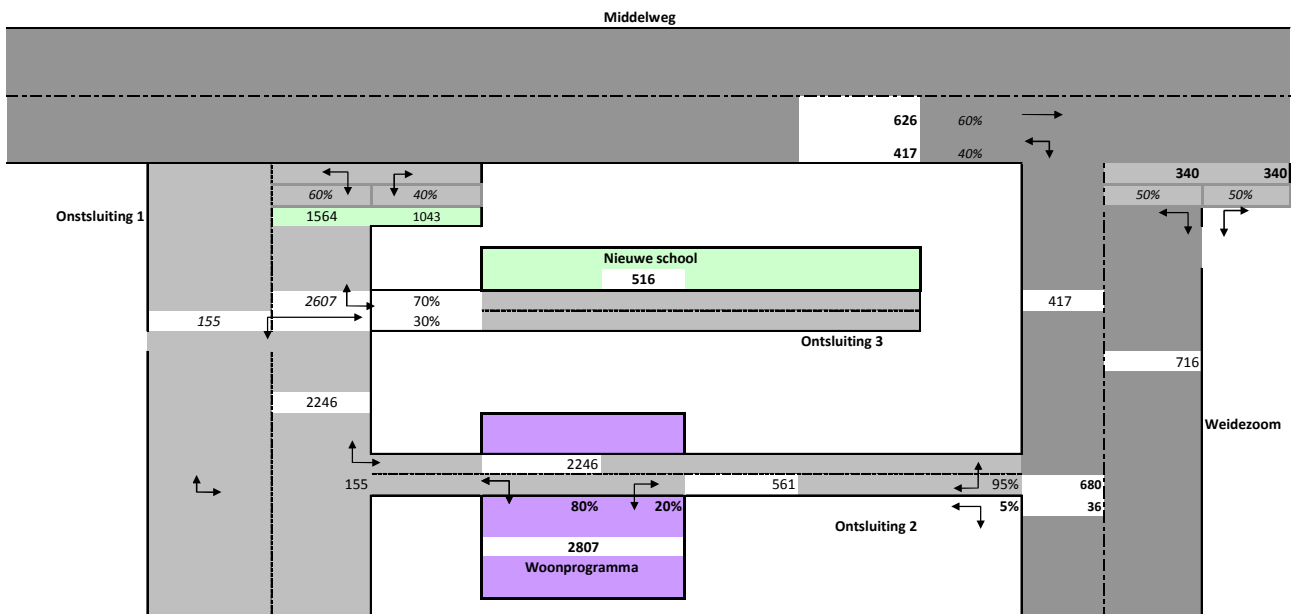 Middelweg
626 60%
417 40%
340 340
60% 40% 50% 50%
Onstsluiting 1 1564 1043
Nieuwe school
516
2607 70% 417
155 30%
Ontsluiting 3
716
2246
Weidezoom
2246
155 561 95% 680
80% 20% 5% 36
Ontsluiting 2
2807
Woonprogramma